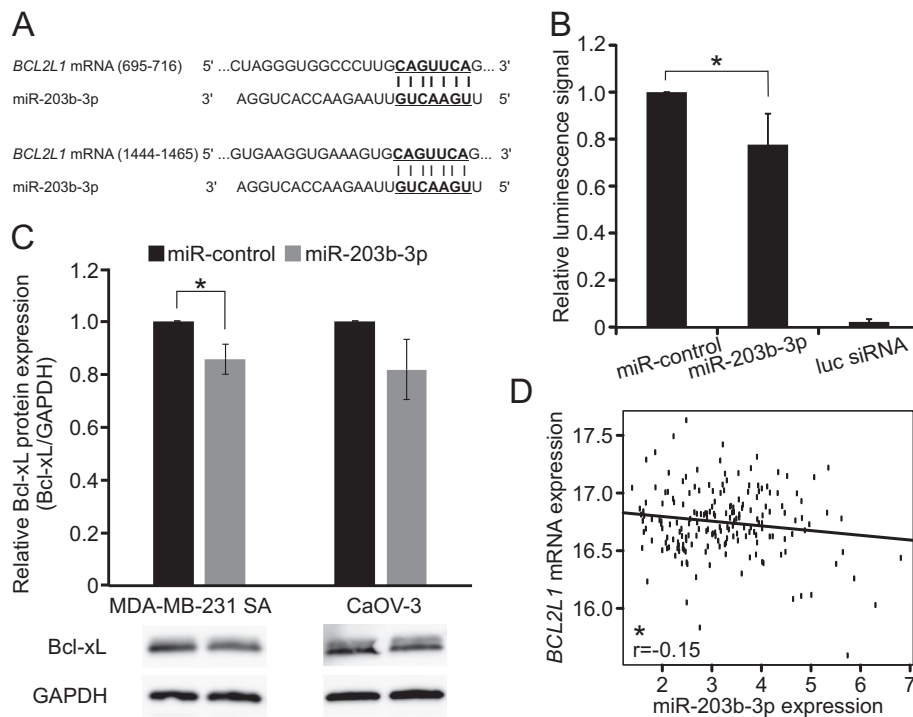 A
BCL2L1 mRNA (695-716) 5' ...CUAGGGUGGCCCUUGCAGUUCAG... 3'
miR-203b-3p 3' AGGUCACCAAGAAUUGUCAAGUU 5'
BCL2L1 mRNA (1444-1465) 5' ...GUGAAGGUGAAAGUGCAGUUCAG... 3'
miR-203b-3p 3' AGGUCACCAAGAAUUGUCAAGUU 5'
B
Relative luminescence signal
1.2
1.0
0.8
0.6
0.4
0.2
0
*
miR-control
miR-203b-3p
luc siRNA
C
miR-control
miR-203b-3p
Relative Bcl-xL protein expression
(Bcl-xL/GAPDH)
1.2
1.0
0.8
0.6
0.4
0.2
0
*
MDA-MB-231 SA
CaOV-3
Bcl-xL
GAPDH
D
BCL2L1 mRNA expression
17.5
17.0
16.5
16.0
*
r=-0.15
2 3 4 5 6 7
miR-203b-3p expression